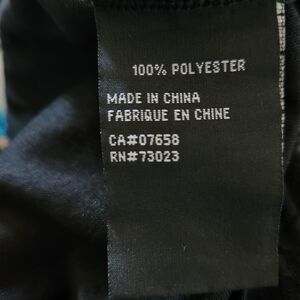 100% POLYESTER
MADE IN CHINA
FABRIQUE EN CHINE
CA#07658
RN#73023